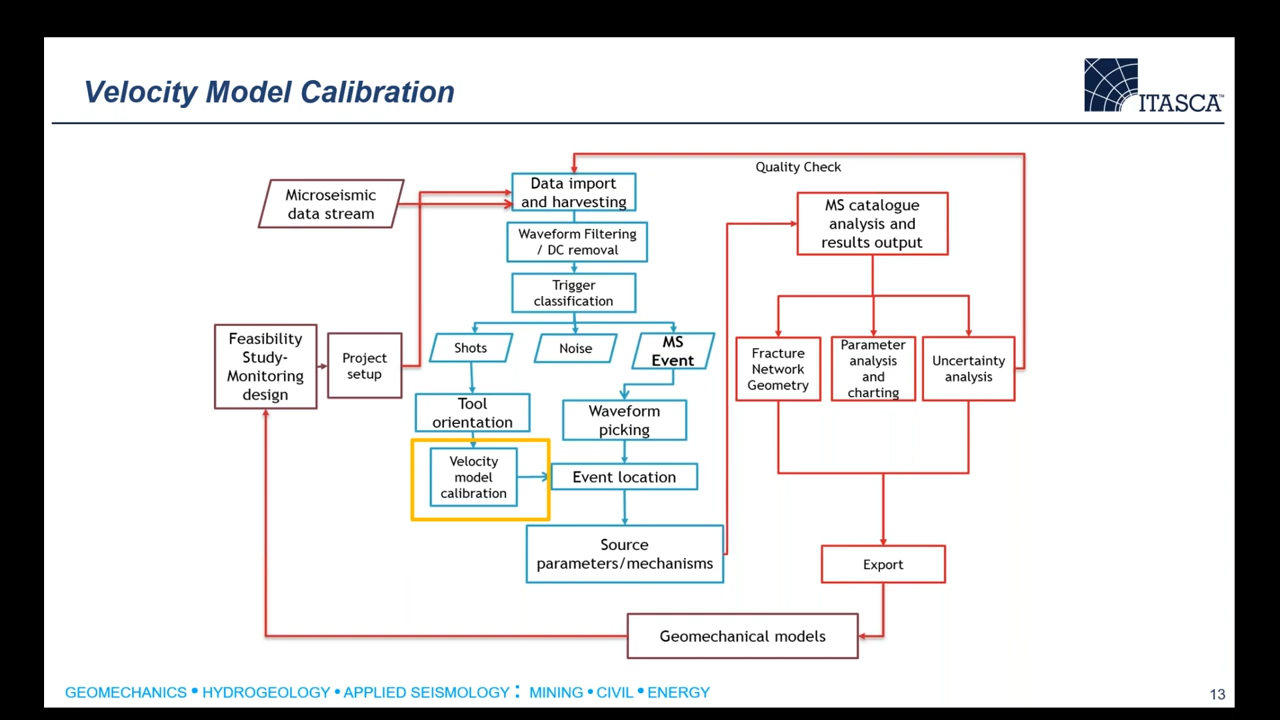 Velocity Model Calibration
ITASCA™
Quality Check
Microseismic
data stream
Data import
and harvesting
MS catalogue
analysis and
results output
Waveform Filtering
/ DC removal
Trigger
classification
Shots
Noise
MS
Event
Feasibility
Study-
Monitoring
design
Project
setup
Fracture
Network
Geometry
Parameter
analysis
and
charting
Uncertainty
analysis
Tool
orientation
Waveform
picking
Velocity
model
calibration
Event location
Source
parameters/mechanisms
Export
Geomechanical models
GEOMECHANICS • HYDROGEOLOGY • APPLIED SEISMOLOGY : MINING • CIVIL • ENERGY
13